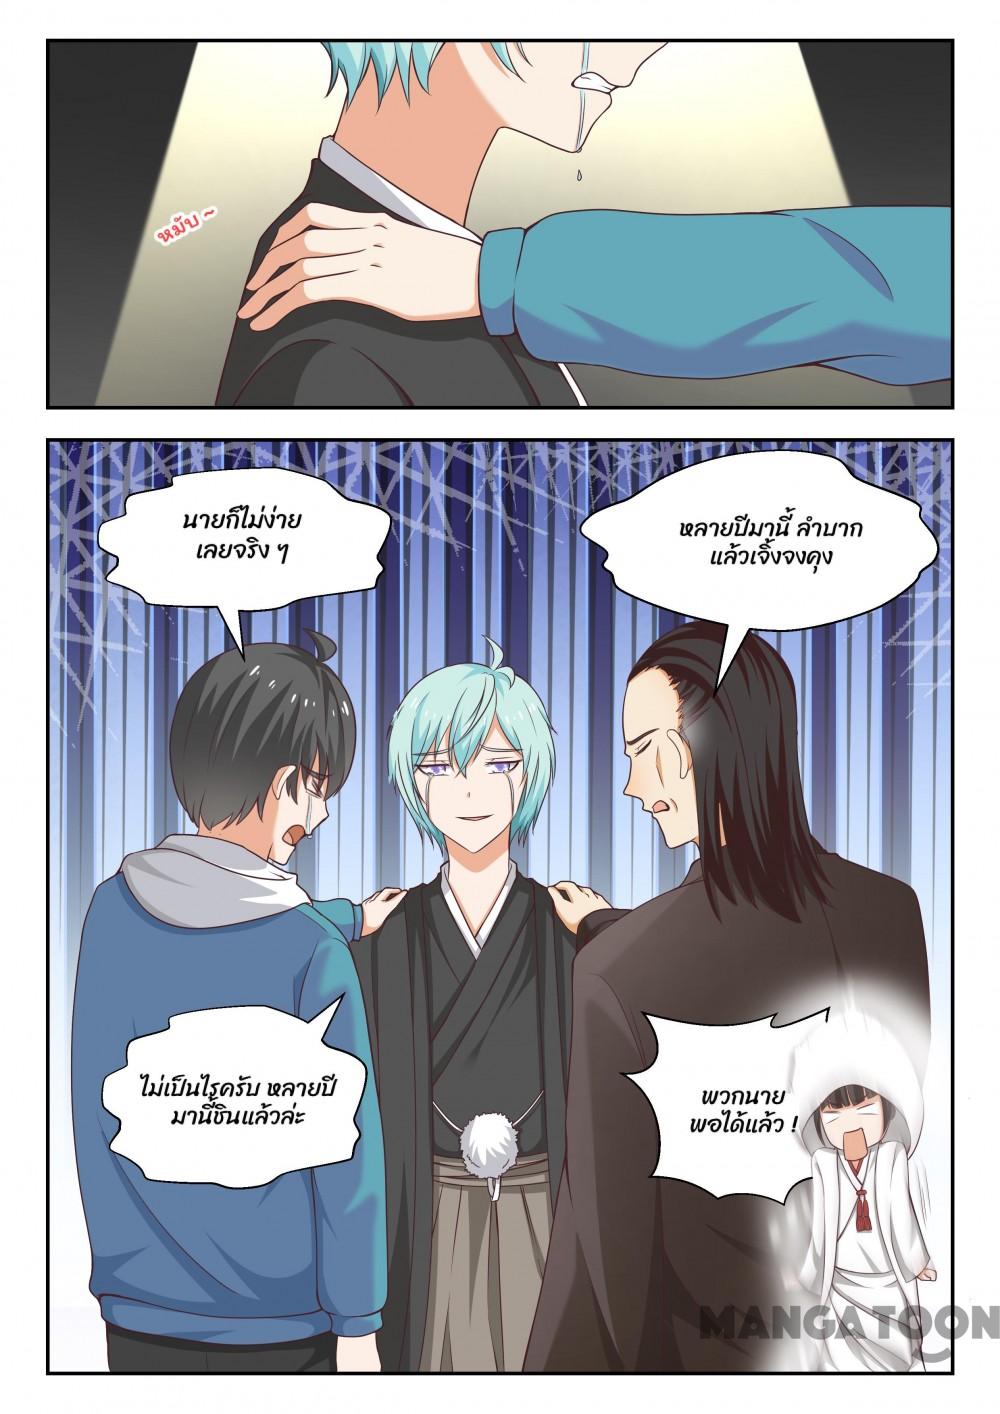 หมับ ~
นายก็ไม่ง่าย
เลยจริง ๆ
หลายปีมานี้ ลำบาก
แล้วเจิ้งจงคุง
ไม่เป็นไรครับ หลายปี
มานี้ชินแล้วล่ะ
พวกนาย
พอได้แล้ว !
MANGATOON